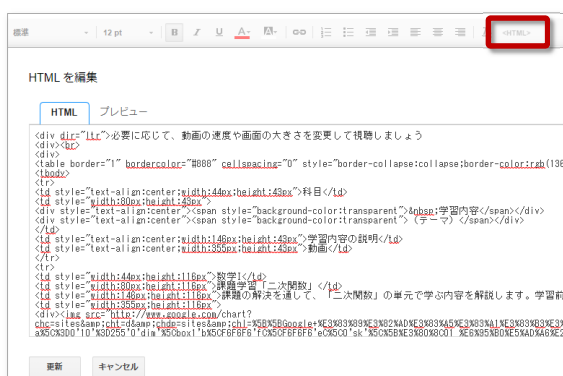 標準 12 pt B I U A A GO <HTML>
HTML を編集
HTML プレビュー
<div dir="ltr">必要に応じて、動画の速度や画面の大きさを変更して視聴しましょう
<div><br>
<div>
<table border="1" bordercolor="#888" cellspacing="0" style="border-collapse:collapse;border-color:rgb(136
<tbody>
<tr>
<td style="text-align:center;width:44px;height:43px">科目</td>
<td style="width:80px;height:43px">
<div style="text-align:center"><span style="background-color:transparent">&nbsp;学習内容</span></div>
<div style="text-align:center"><span style="background-color:transparent">（テーマ）</span></div>
</td>
<td style="text-align:center;width:146px;height:43px">学習内容の説明</td>
<td style="text-align:center;width:355px;height:43px">動画</td>
</tr>
<tr>
<td style="width:44px;height:116px">数学I</td>
<td style="width:80px;height:116px">課題学習「二次関数」</td>
<td style="width:146px;height:116px">課題の解決を通して、「二次関数」の単元で学ぶ内容を解説します。学習前
<td style="width:355px;height:116px">
<div><img src="http://www.google.com/chart?
更新 キャンセル